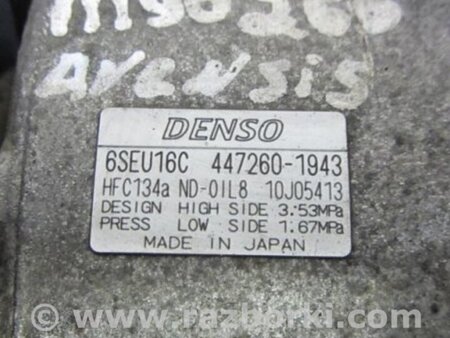 AVENSIS
DENSO
6SEU16C 447260-1943
HFC134a ND-OIL8 10J05413
DESIGN HIGH SIDE 3.53MPa
PRESS LOW SIDE 1.67MPa
MADE IN JAPAN
© www.razborki.com